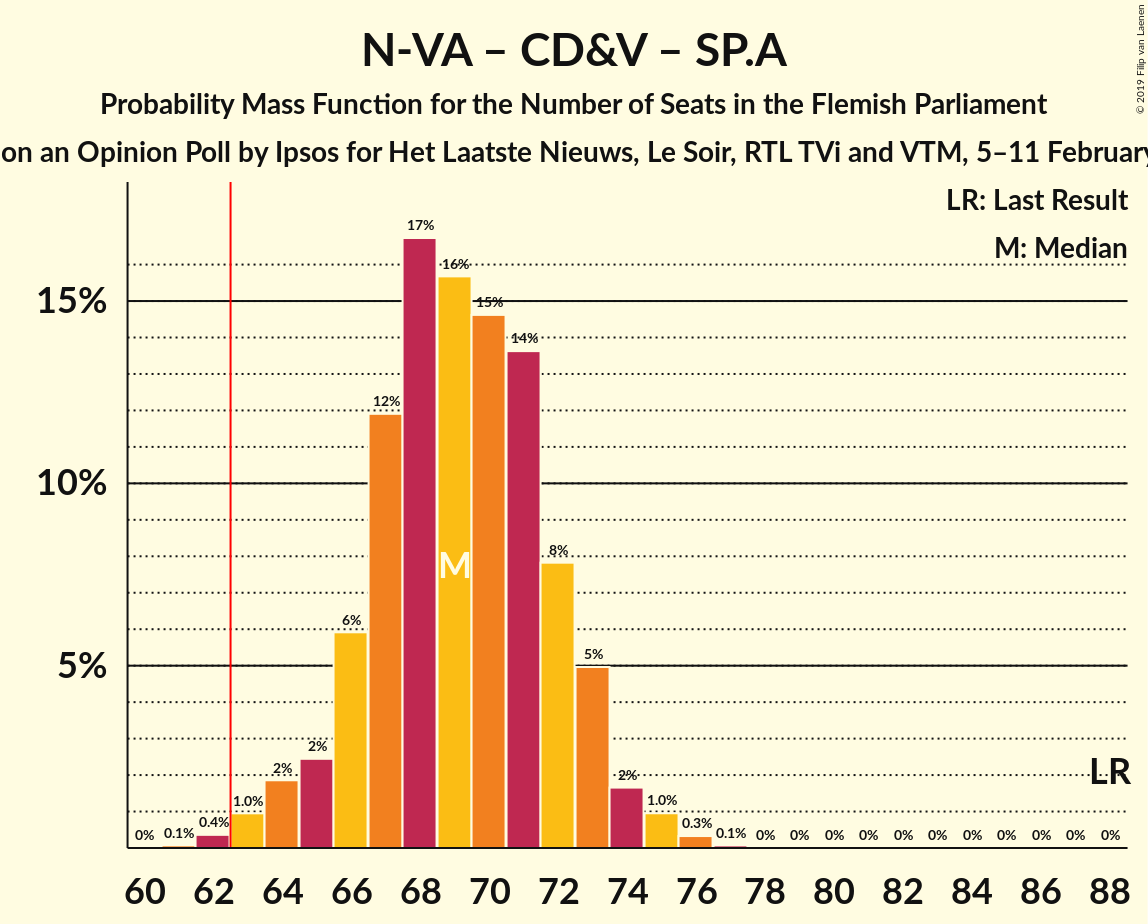 N-VA – CD&V – SP.A
Probability Mass Function for the Number of Seats in the Flemish Parliament
on an Opinion Poll by Ipsos for Het Laatste Nieuws, Le Soir, RTL TVi and VTM, 5–11 February
© 2019 Filip van Laenen
LR: Last Result
M: Median
15%
10%
5%
0% 0.1% 0.4% 1.0% 2% 2% 6% 12% 17% 16% 15% 14% 8% 5% 2% 1.0% 0.3% 0.1% 0% 0% 0% 0% 0% 0% 0% 0% 0% 0% 0%
M
LR
60 62 64 66 68 70 72 74 76 78 80 82 84 86 88